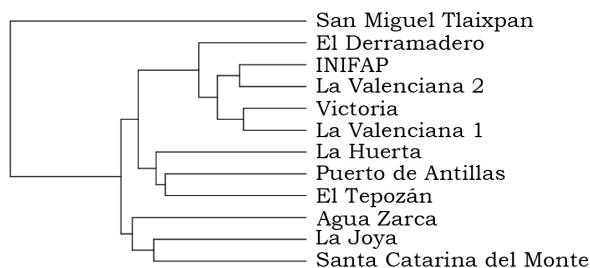 San Miguel Tlaixpan
El Derramadero
INIFAP
La Valenciana 2
Victoria
La Valenciana 1
La Huerta
Puerto de Antillas
El Tepozán
Agua Zarca
La Joya
Santa Catarina del Monte